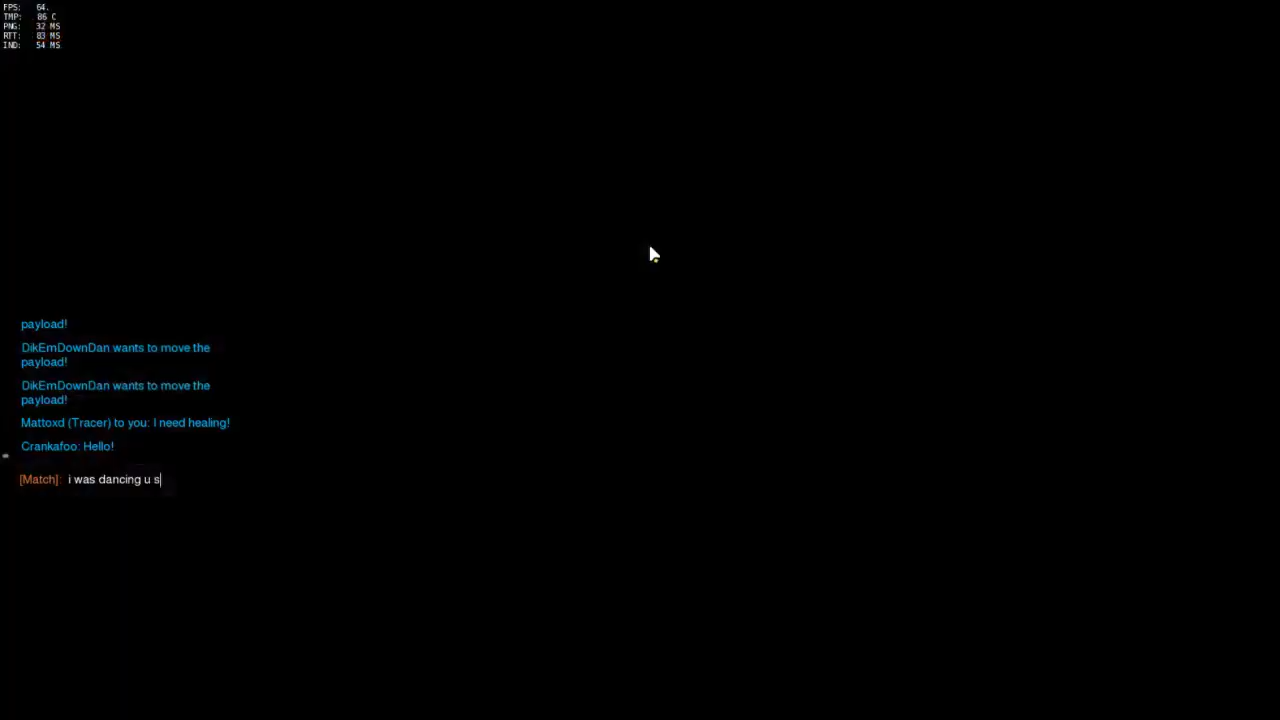 FPS: 64.
TMP: 86 C
PNG: 32 MS
RTT: 83 MS
IND: 54 MS
payload!
DikEmDownDan wants to move the
payload!
DikEmDownDan wants to move the
payload!
Mattoxd (Tracer) to you: I need healing!
Crankafoo: Hello!
[Match]: i was dancing u s